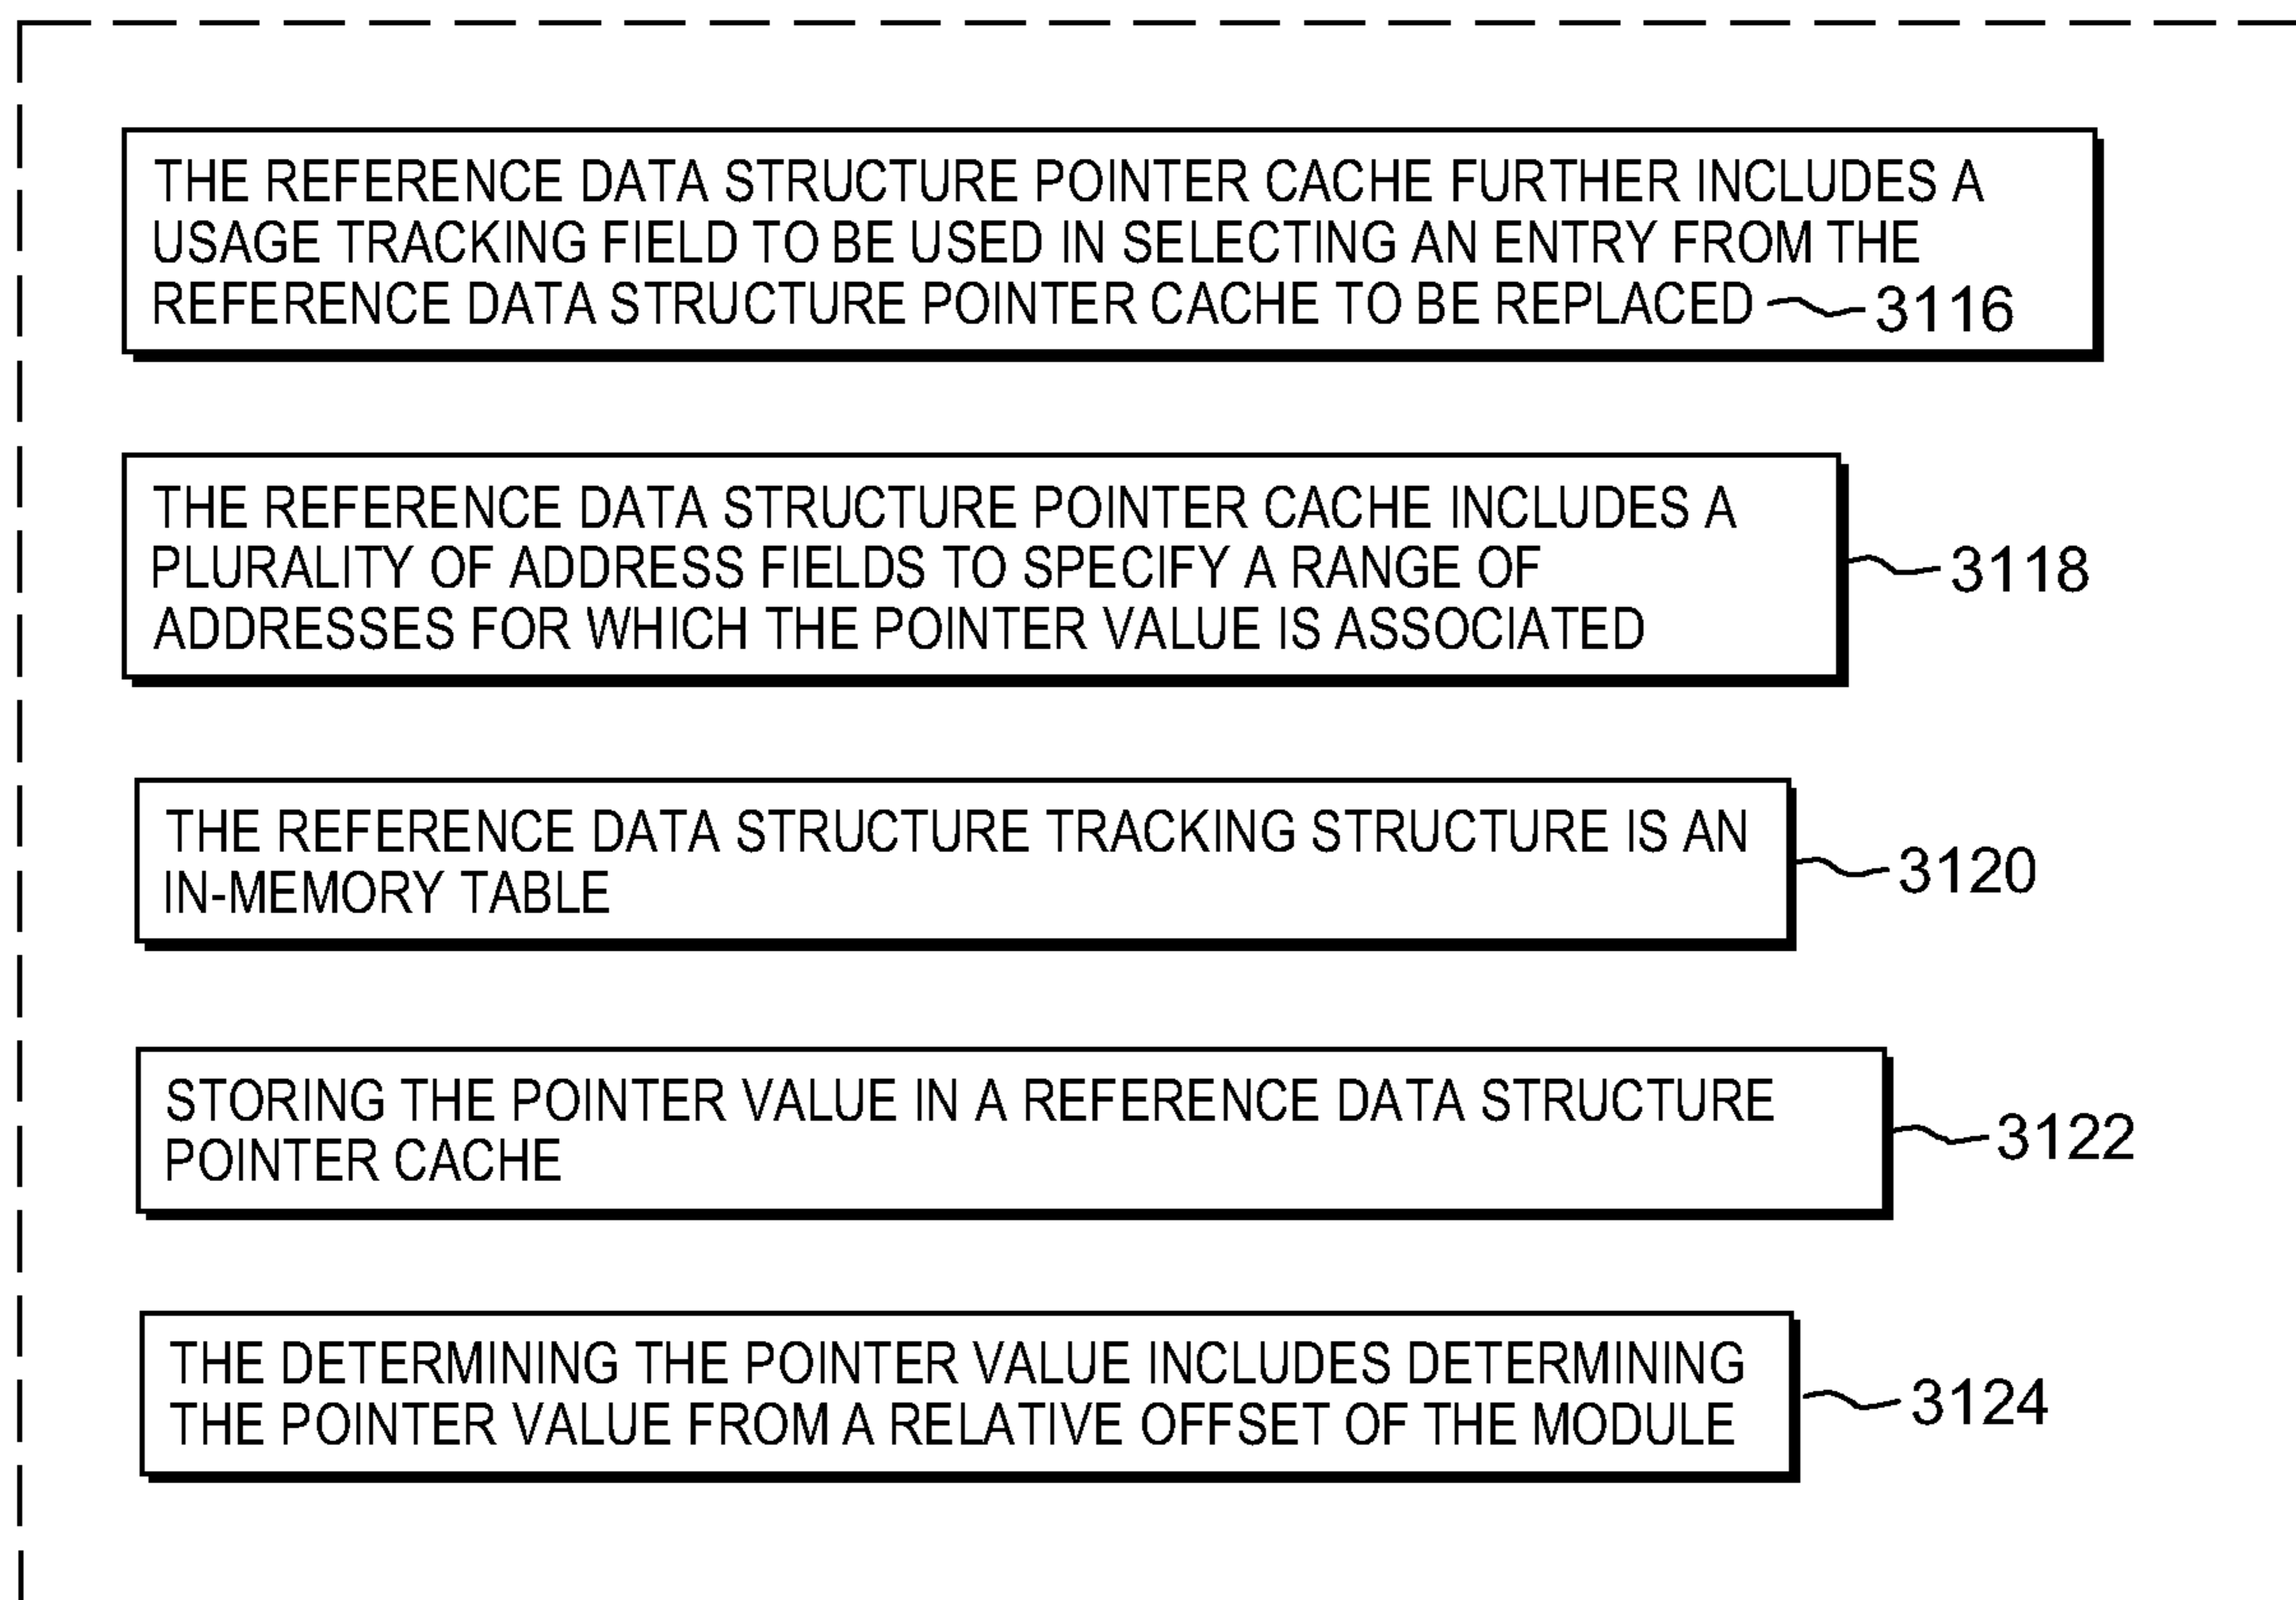 THE REFERENCE DATA STRUCTURE POINTER CACHE FURTHER INCLUDES A
USAGE TRACKING FIELD TO BE USED IN SELECTING AN ENTRY FROM THE
REFERENCE DATA STRUCTURE POINTER CACHE TO BE REPLACED 3116
THE REFERENCE DATA STRUCTURE POINTER CACHE INCLUDES A
PLURALITY OF ADDRESS FIELDS TO SPECIFY A RANGE OF
ADDRESSES FOR WHICH THE POINTER VALUE IS ASSOCIATED
3118
THE REFERENCE DATA STRUCTURE TRACKING STRUCTURE IS AN
IN-MEMORY TABLE
3120
STORING THE POINTER VALUE IN A REFERENCE DATA STRUCTURE
POINTER CACHE
3122
THE DETERMINING THE POINTER VALUE INCLUDES DETERMINING
THE POINTER VALUE FROM A RELATIVE OFFSET OF THE MODULE
3124